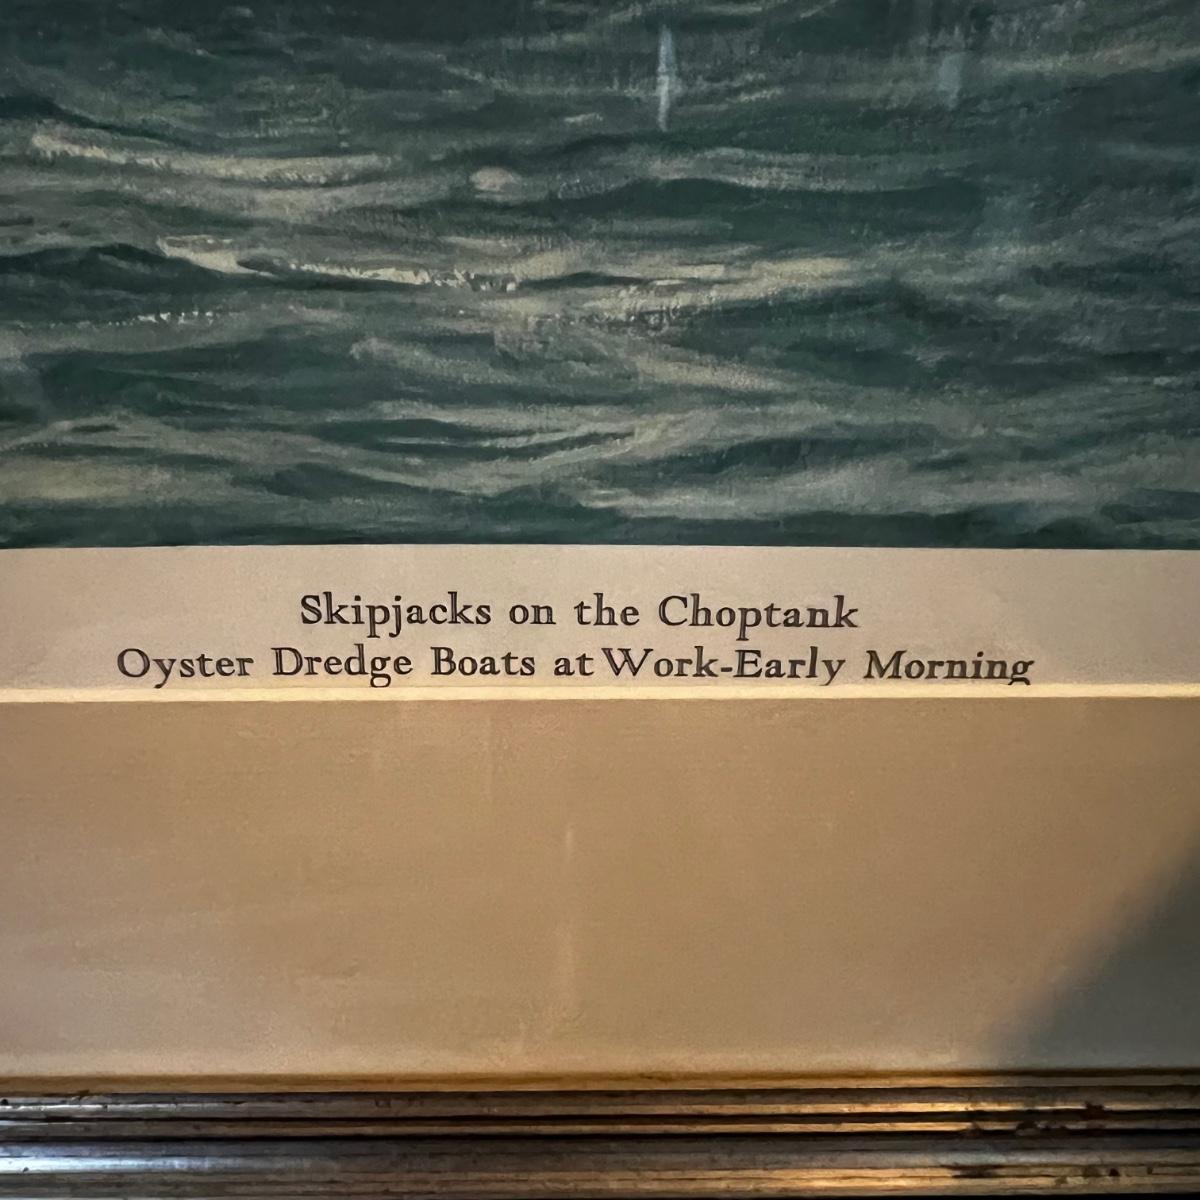 Skipjacks on the Choptank
Oyster Dredge Boats at Work-Early Morning